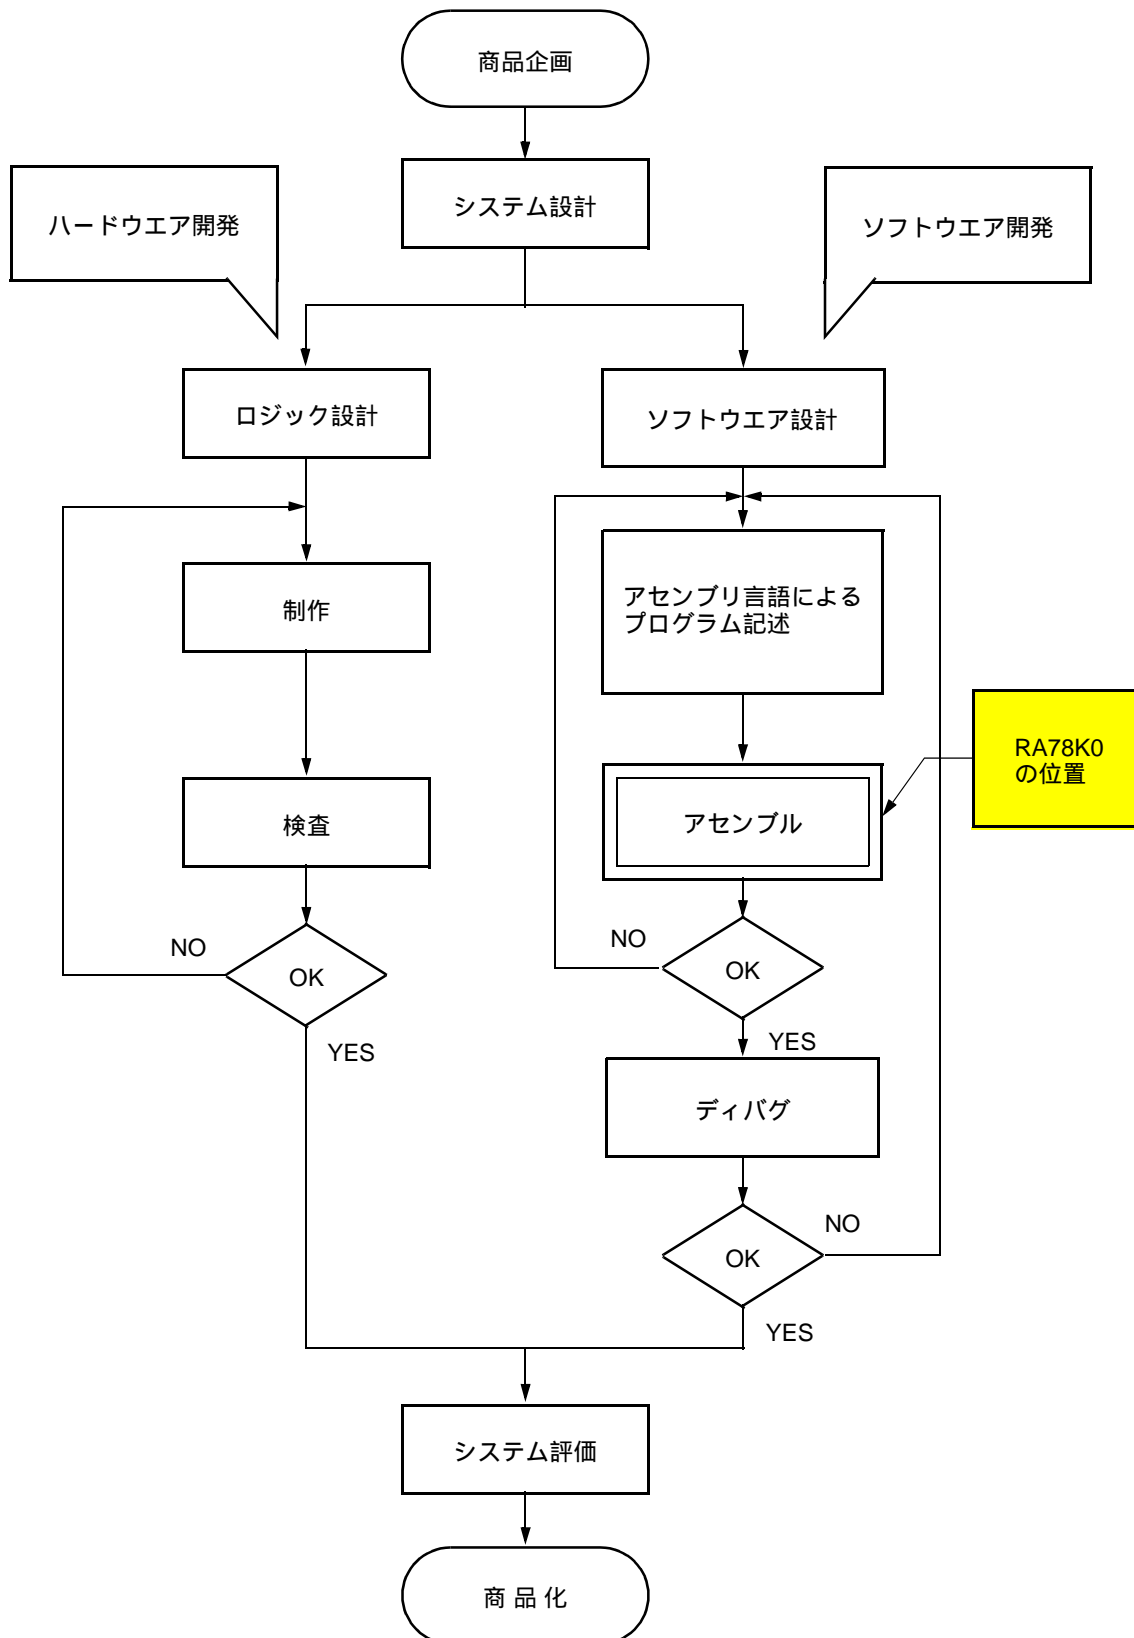 商品企画
システム設計
ハードウエア開発
ソフトウエア開発
ロジック設計
ソフトウエア設計
制作
アセンブリ言語による
プログラム記述
RA78K0
の位置
検査
アセンブル
NO
OK
YES
NO
OK
YES
ディバグ
NO
OK
YES
システム評価
商 品 化